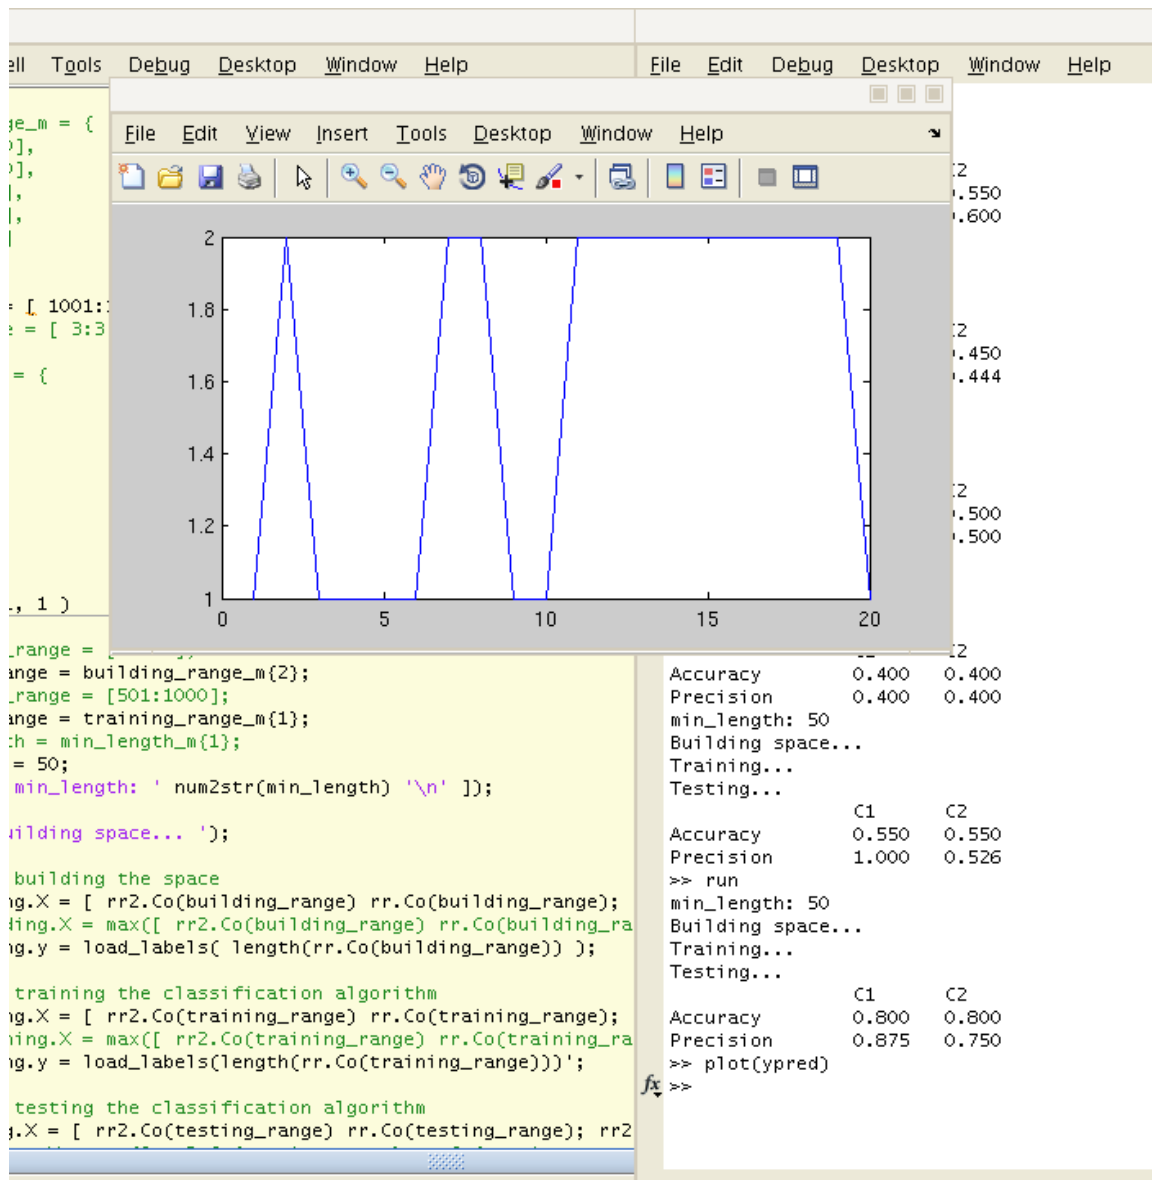 ell Tools Debug Desktop Window Help
File Edit Debug Desktop Window Help
ge_m = {
],
],
],
],
]
File Edit View Insert Tools Desktop Window Help
= [ 1001:
e = [ 3:3
= {
, 1 )
2
1.8
1.6
1.4
1.2
1
0 5 10 15 20
C2
.550
.600
C2
.450
.444
C2
.500
.500
_range = [
ange = building_range_m{2};
_range = [501:1000];
ange = training_range_m{1};
th = min_length_m{1};
= 50;
min_length: ' num2str(min_length) '\n' ]);
uilding space... ');
building the space
ng.X = [ rr2.Co(building_range) rr.Co(building_range);
ding.X = max([ rr2.Co(building_range) rr.Co(building_ra
ng.y = load_labels( length(rr.Co(building_range)) );
training the classification algorithm
ng.X = [ rr2.Co(training_range) rr.Co(training_range);
ning.X = max([ rr2.Co(training_range) rr.Co(training_ra
ng.y = load_labels(length(rr.Co(training_range)))';
testing the classification algorithm
g.X = [ rr2.Co(testing_range) rr.Co(testing_range); rr2
C2
Accuracy 0.400 0.400
Precision 0.400 0.400
min_length: 50
Building space...
Training...
Testing...
C1 C2
Accuracy 0.550 0.550
Precision 1.000 0.526
>> run
min_length: 50
Building space...
Training...
Testing...
C1 C2
Accuracy 0.800 0.800
Precision 0.875 0.750
>> plot(ypred)
fx >>